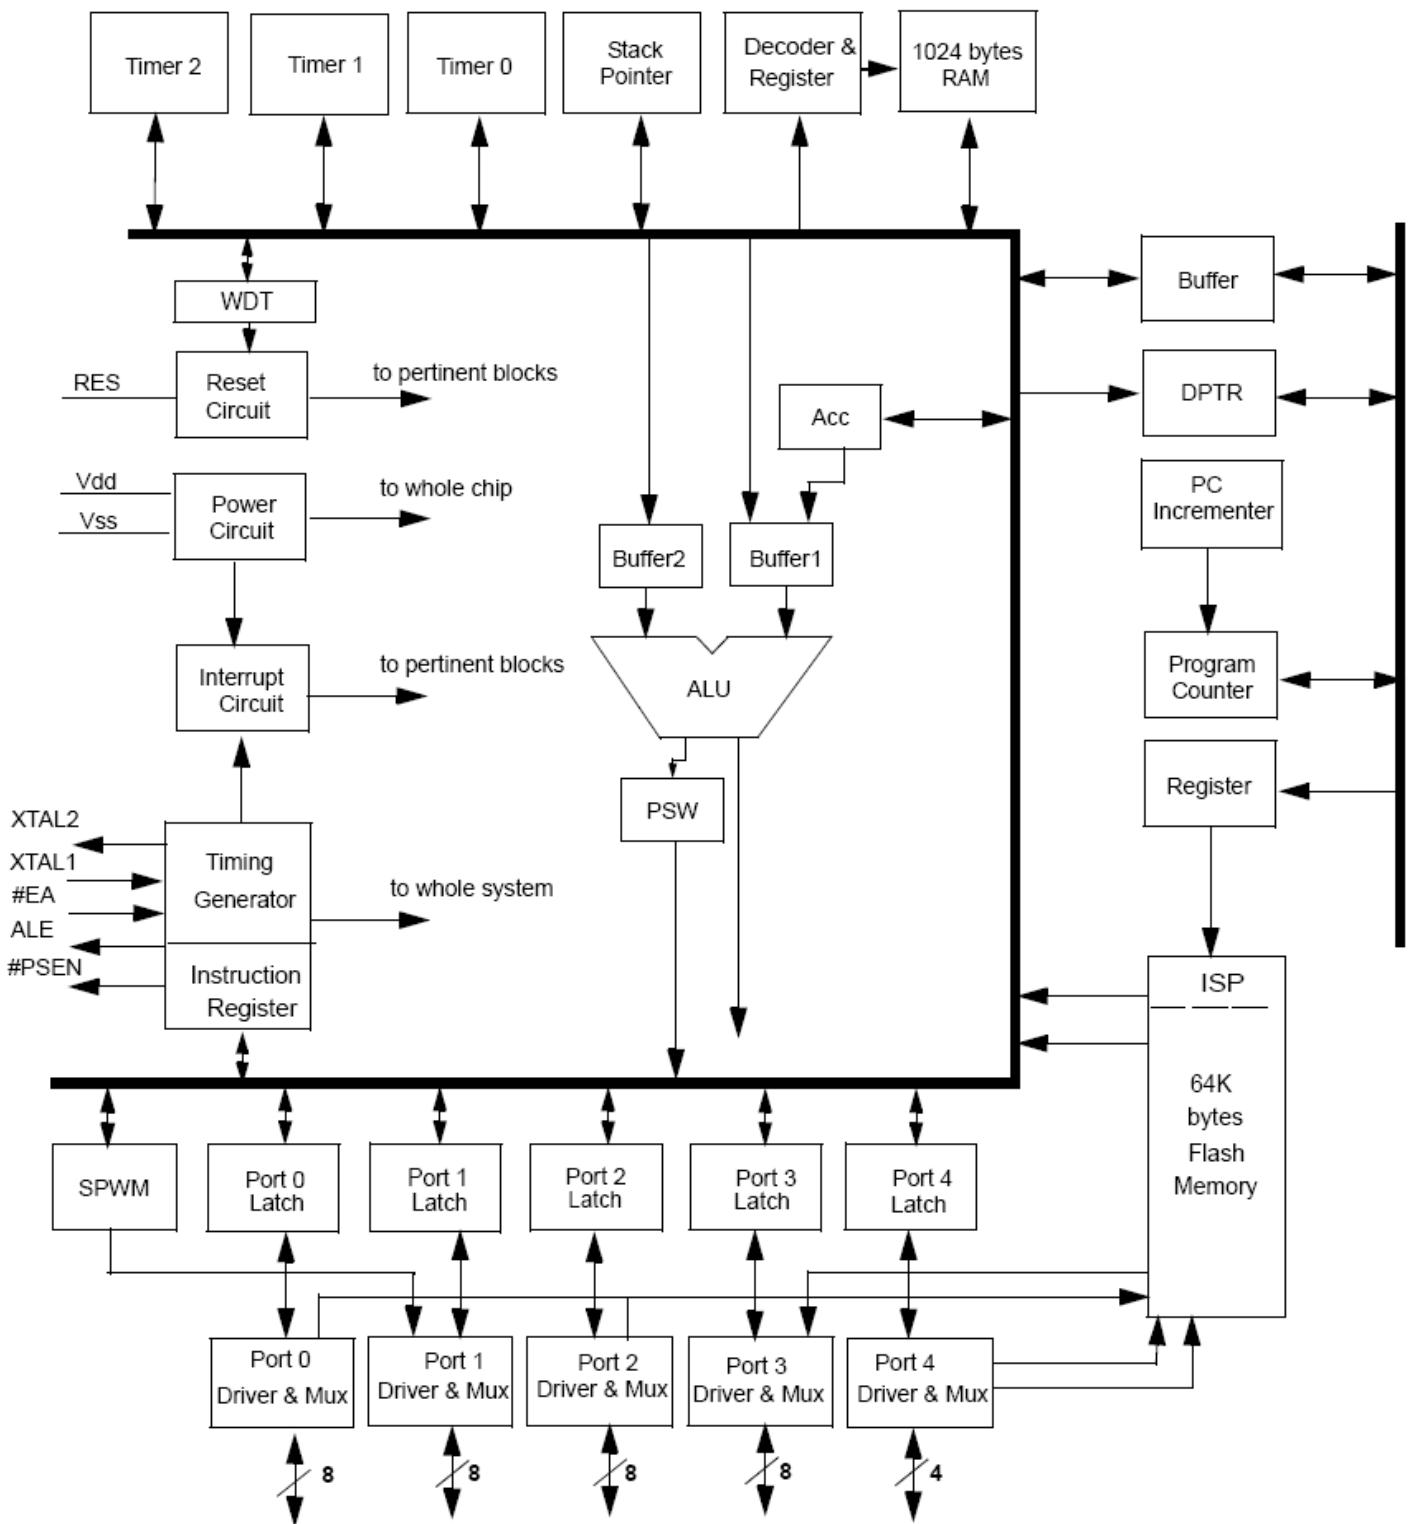 Timer 2
Timer 1
Timer 0
Stack
Pointer
Decoder &
Register
1024 bytes
RAM
WDT
Buffer
RES
Reset
Circuit
to pertinent blocks
Acc
DPTR
Vdd
Vss
Power
Circuit
to whole chip
PC
Incrementer
Buffer2
Buffer1
Interrupt
Circuit
to pertinent blocks
ALU
Program
Counter
PSW
Register
XTAL2
XTAL1
#EA
ALE
#PSEN
Timing
Generator
to whole system
Instruction
Register
ISP
64K
bytes
Flash
Memory
SPWM
Port 0
Latch
Port 1
Latch
Port 2
Latch
Port 3
Latch
Port 4
Latch
Port 0
Driver & Mux
Port 1
Driver & Mux
Port 2
Driver & Mux
Port 3
Driver & Mux
Port 4
Driver & Mux
8
8
8
8
4